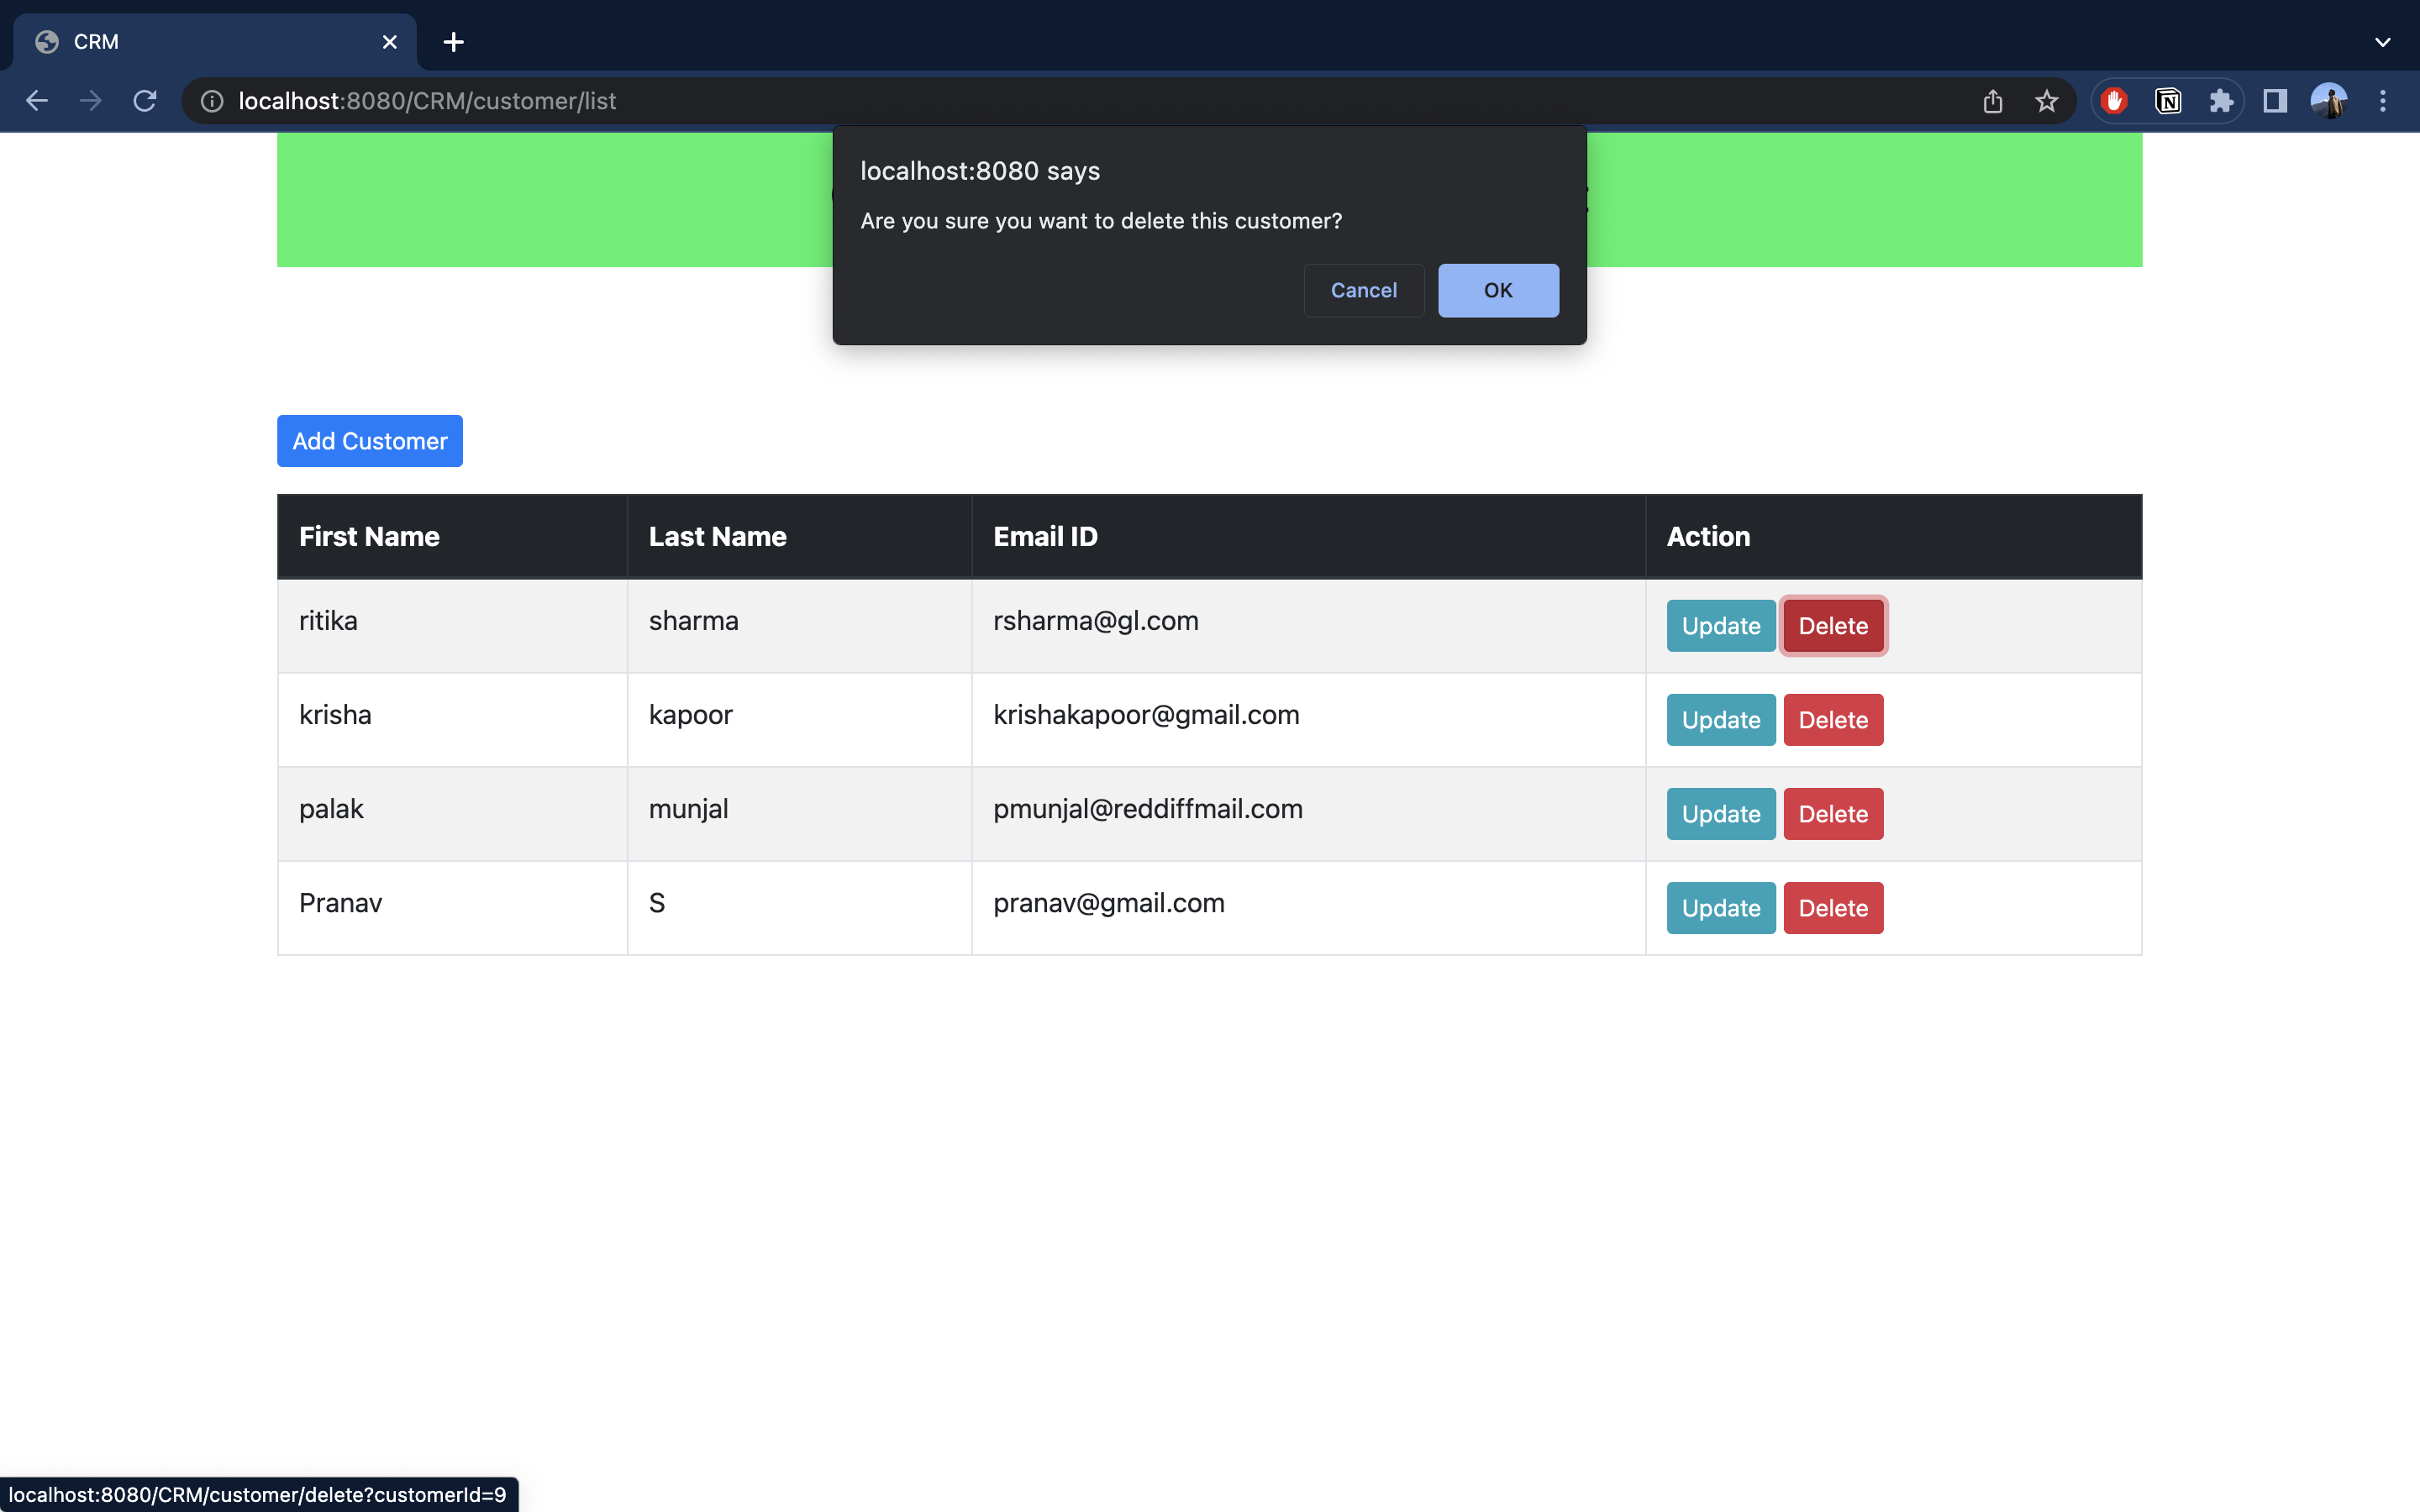 CRM
localhost:8080/CRM/customer/list
localhost:8080 says
Are you sure you want to delete this customer?
Cancel OK
Add Customer
First Name Last Name Email ID Action
ritika sharma rsharma@gl.com Update Delete
krisha kapoor krishakapoor@gmail.com Update Delete
palak munjal pmunjal@reddiffmail.com Update Delete
Pranav S pranav@gmail.com Update Delete
localhost:8080/CRM/customer/delete?customerId=9